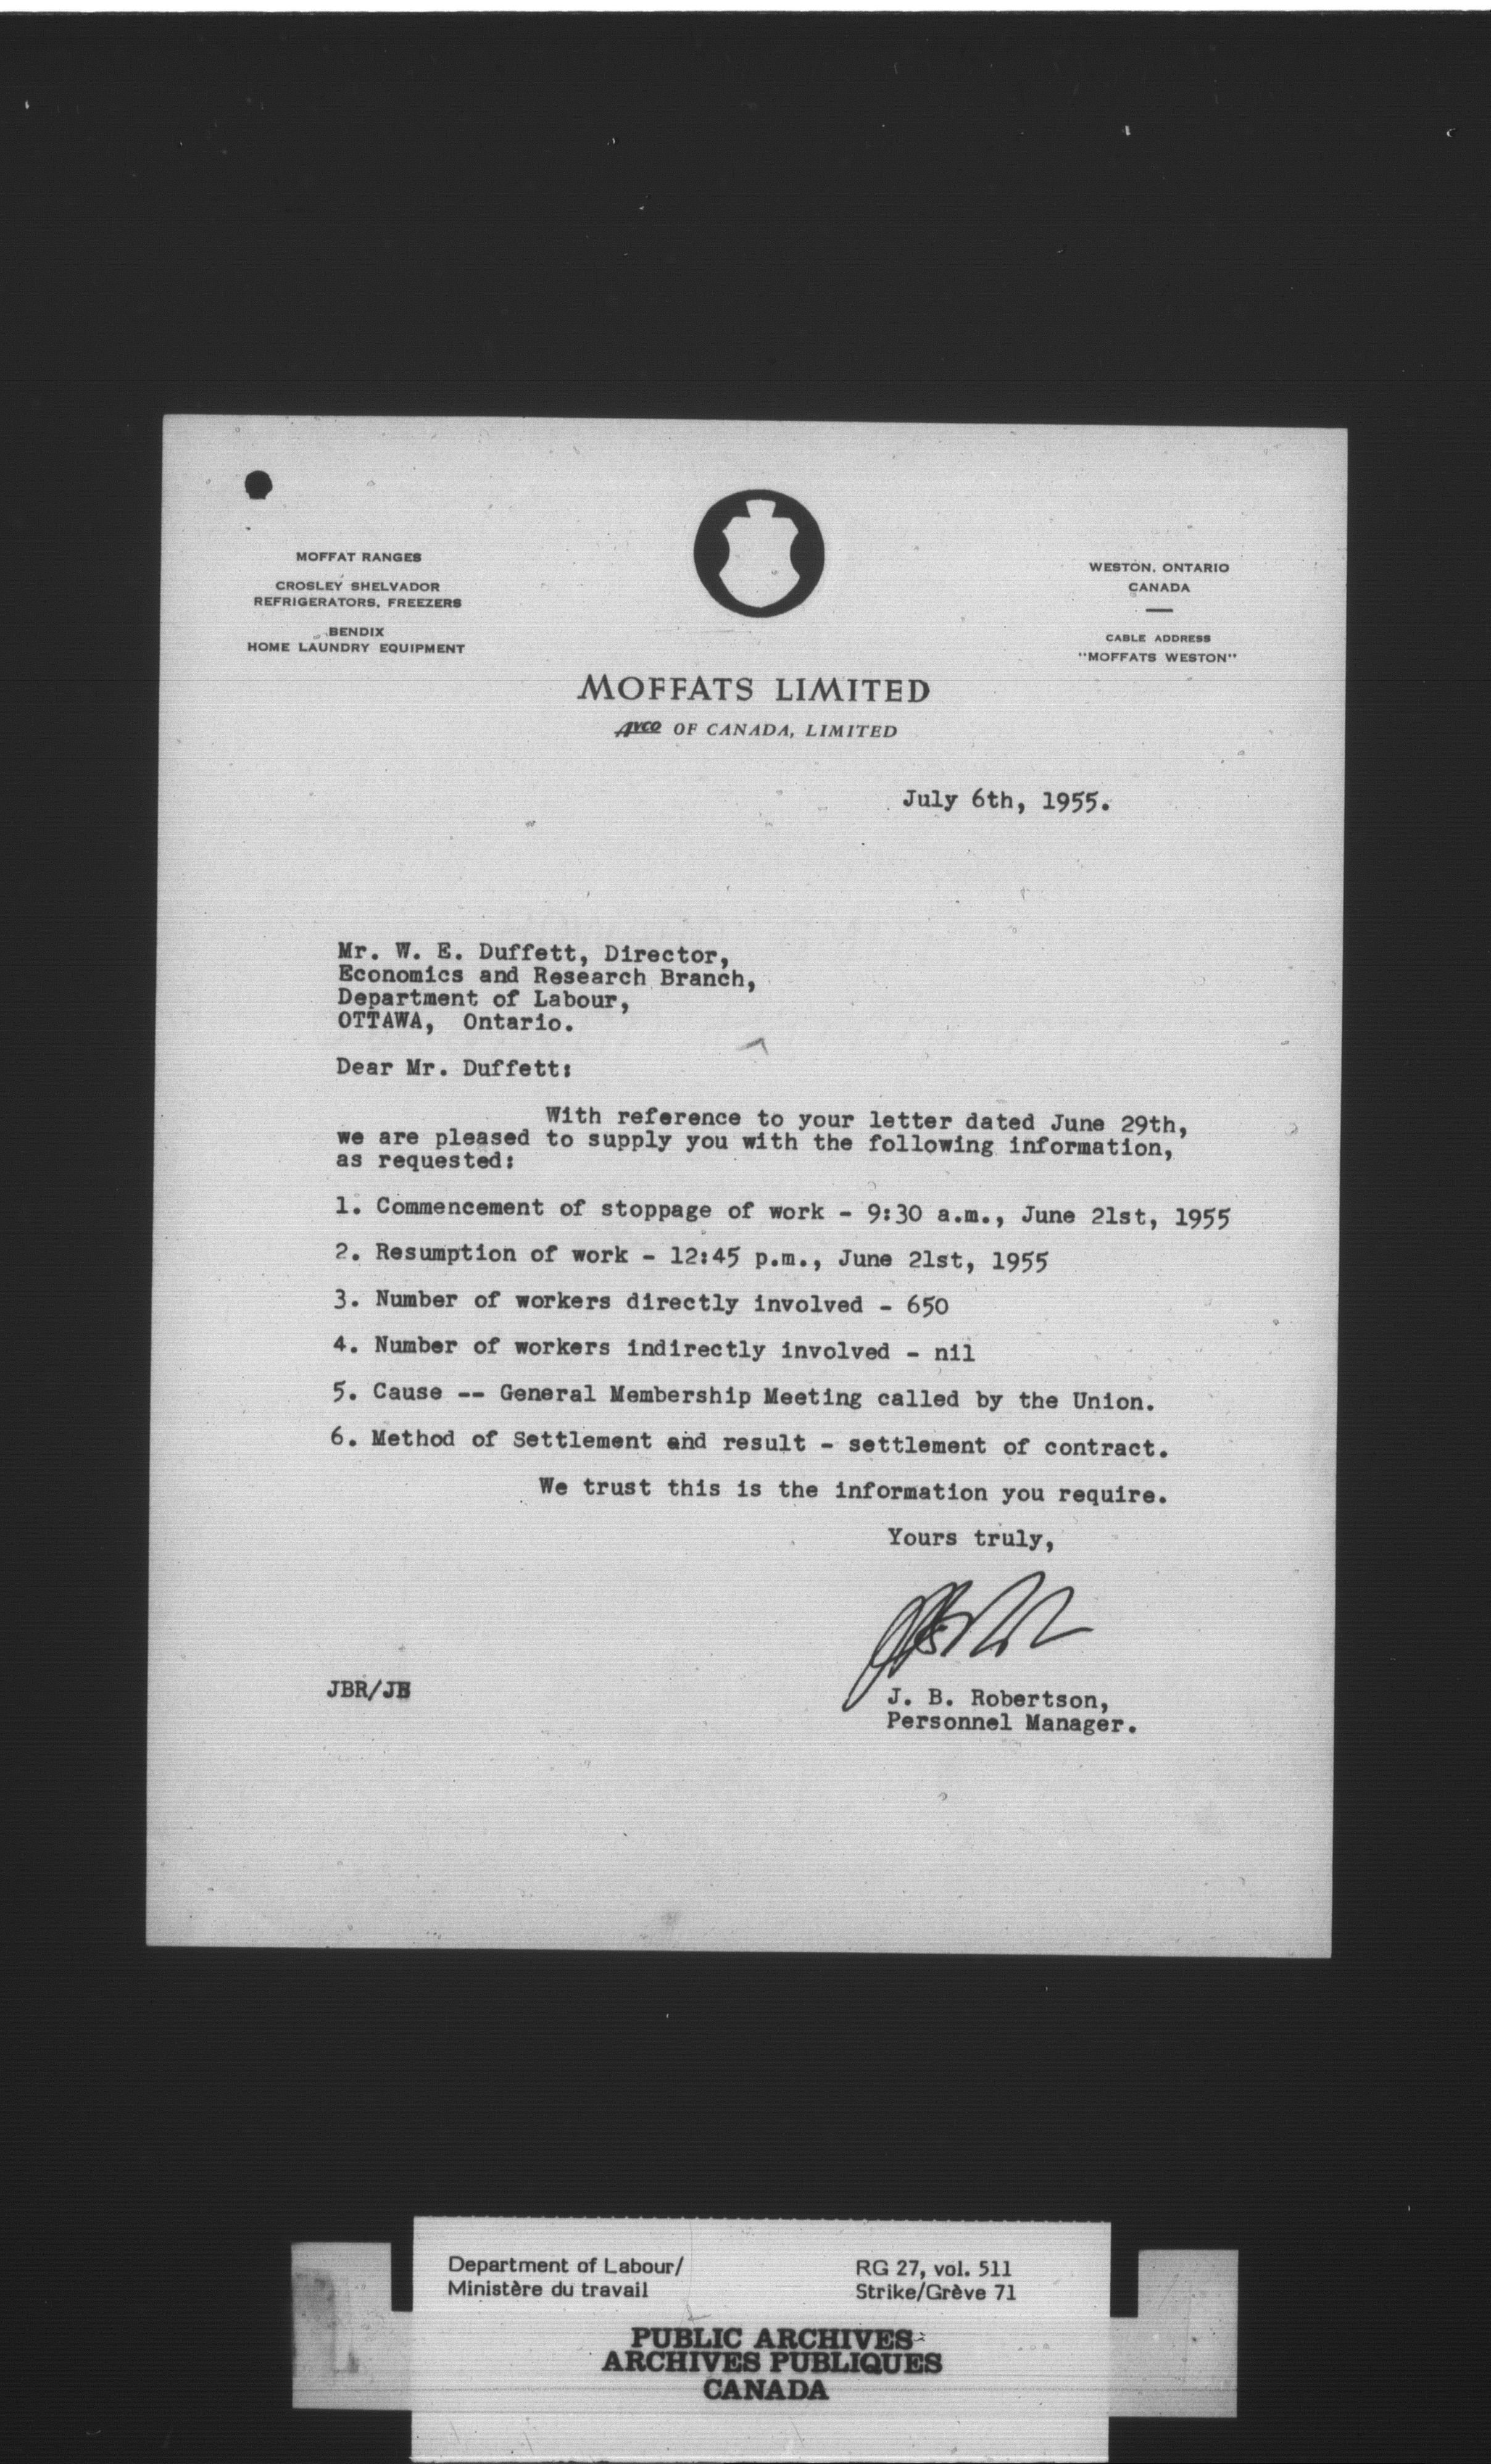 MOFFAT RANGES
CROSLEY SHELVADOR
REFRIGERATORS, FREEZERS
BENDIX
HOME LAUNDRY EQUIPMENT
WESTON, ONTARIO
CANADA
CABLE ADDRESS
"MOFFATS WESTON"
MOFFATS LIMITED
AVCO OF CANADA, LIMITED
July 6th, 1955.
Mr. W. E. Duffett, Director,
Economics and Research Branch,
Department of Labour,
OTTAWA, Ontario.
Dear Mr. Duffett:
With reference to your letter dated June 29th,
we are pleased to supply you with the following information,
as requested:
1. Commencement of stoppage of work - 9:30 a.m., June 21st, 1955
2. Resumption of work - 12:45 p.m., June 21st, 1955
3. Number of workers directly involved - 650
4. Number of workers indirectly involved - nil
5. Cause -- General Membership Meeting called by the Union.
6. Method of Settlement and result - settlement of contract.
We trust this is the information you require.
Yours truly,
JBR/JB
J. B. Robertson,
Personnel Manager.
Department of Labour/
Ministère du travail
RG 27, vol. 511
Strike/Grève 71
PUBLIC ARCHIVES
ARCHIVES PUBLIQUES
CANADA